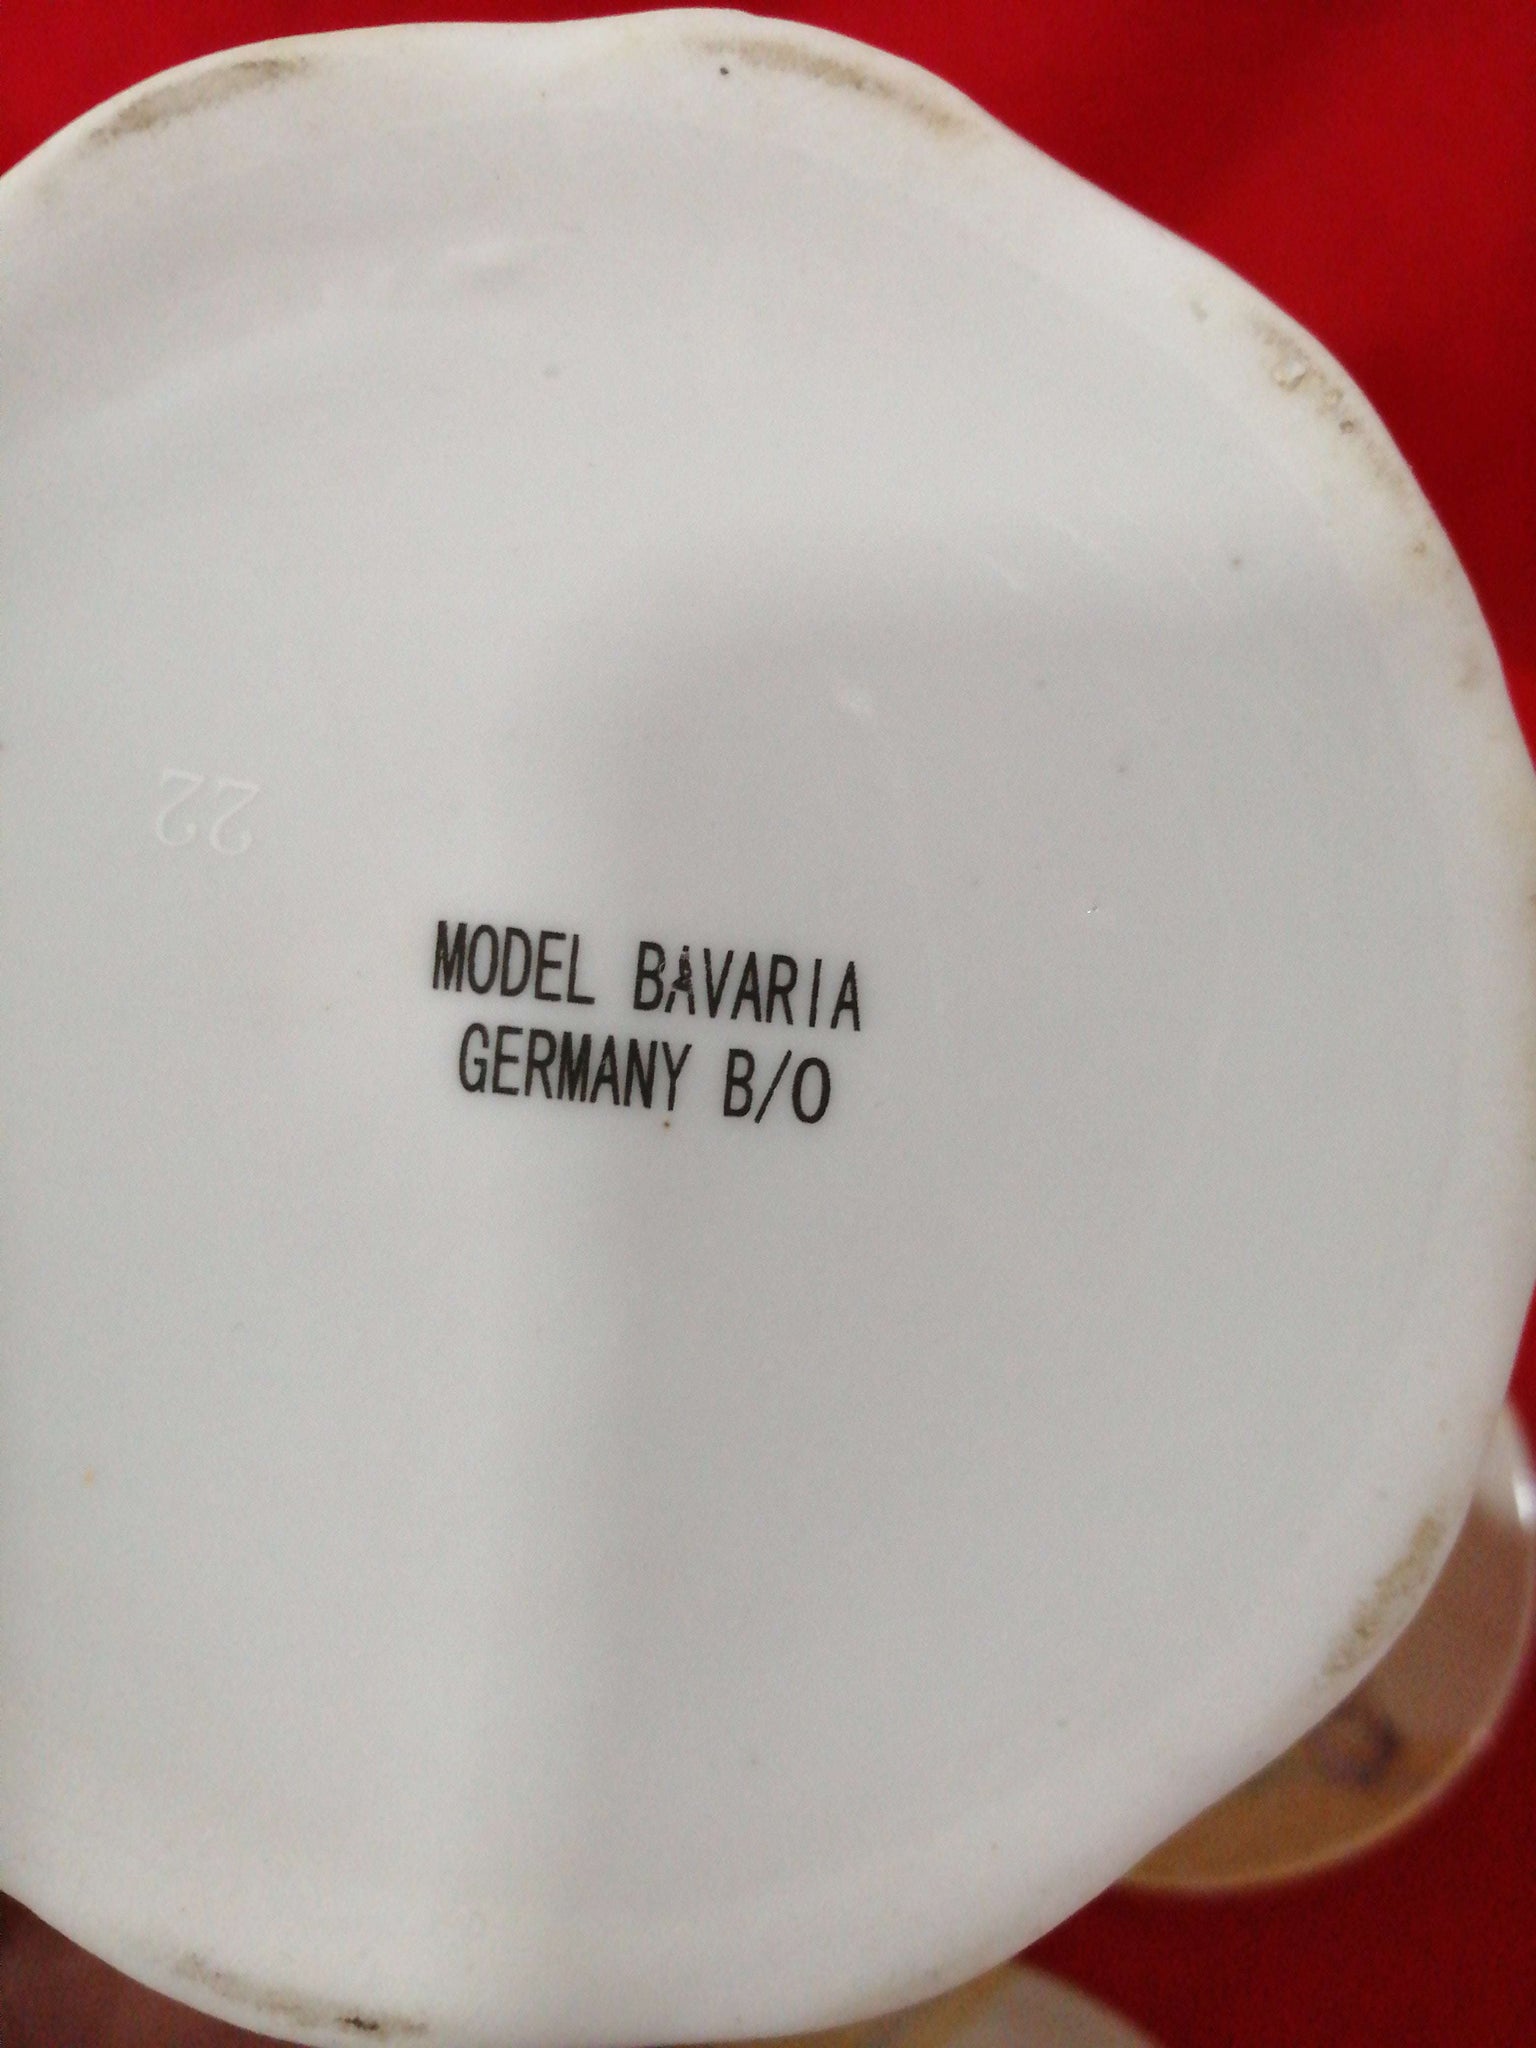 22
MODEL BAVARIA
GERMANY B/O